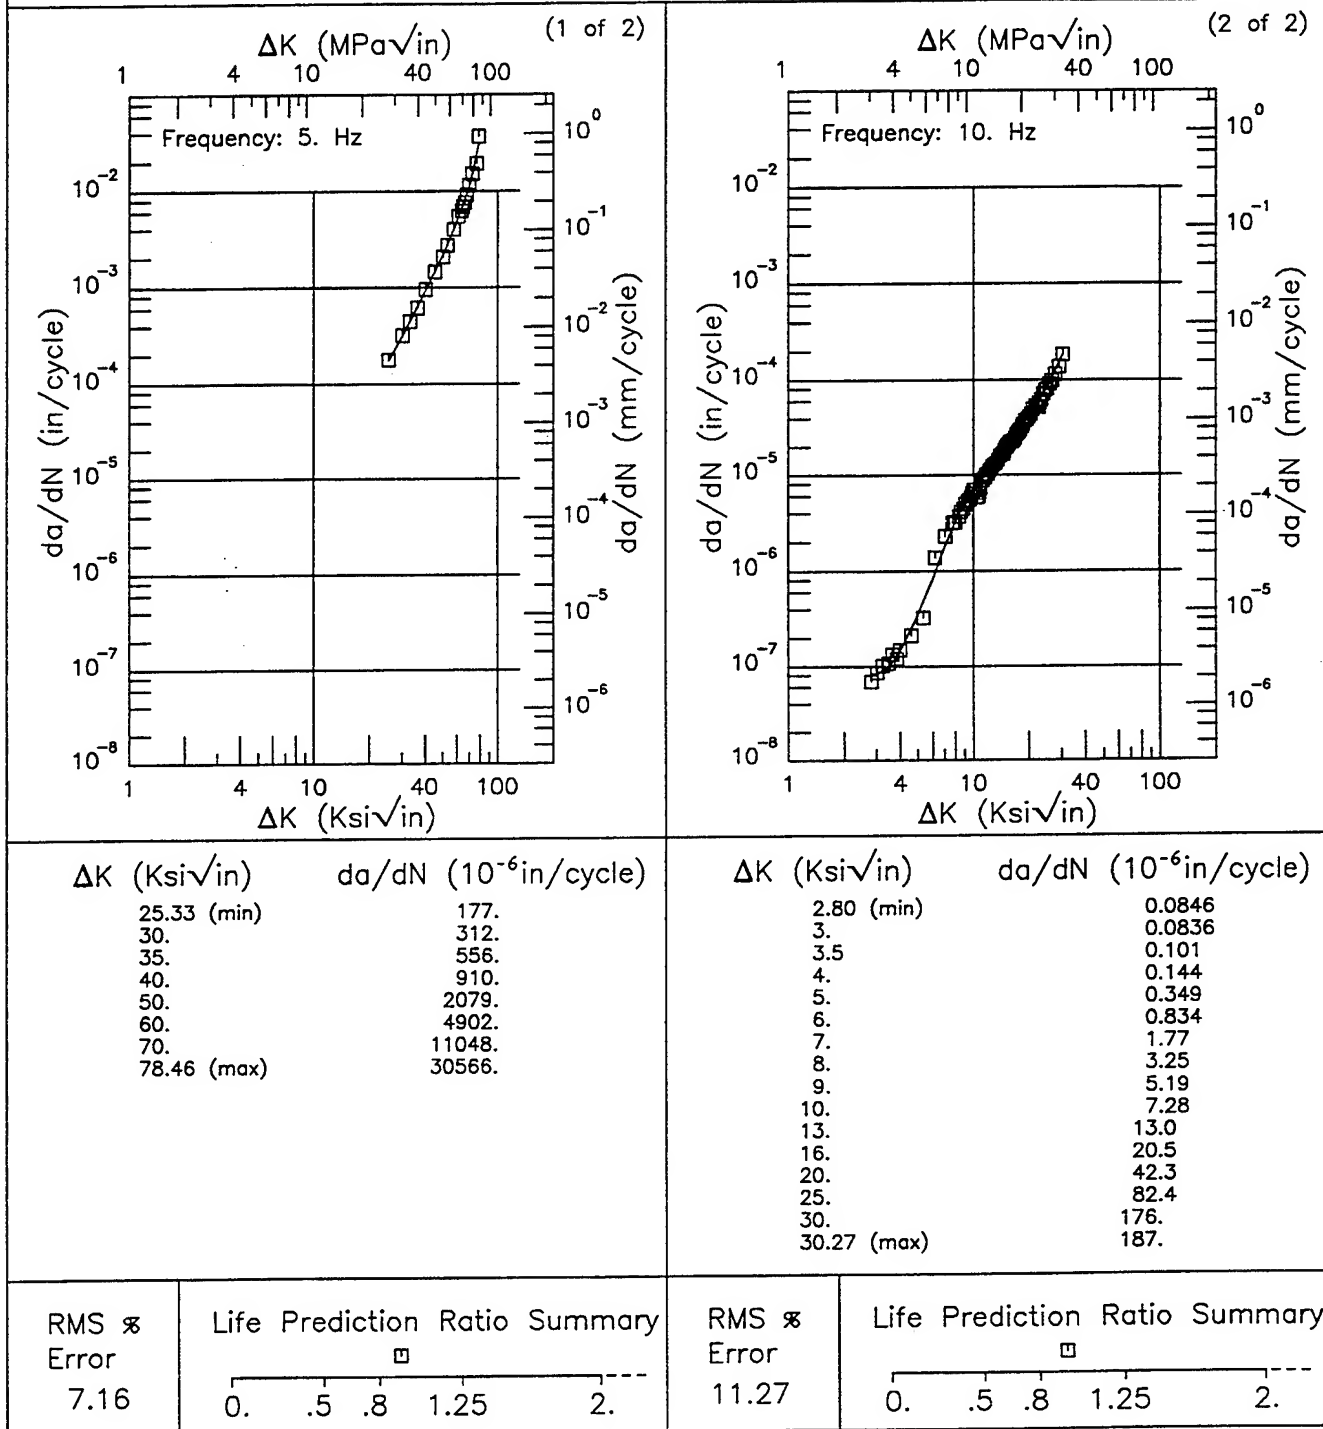 (1 of 2)
ΔK (MPa√in)
1 4 10 40 100
Frequency: 5. Hz
10⁻²
10⁻³
10⁻⁴
10⁻⁵
10⁻⁶
10⁻⁷
10⁻⁸
da/dN (in/cycle)
10⁰
10⁻¹
10⁻²
10⁻³
10⁻⁴
10⁻⁵
10⁻⁶
da/dN (mm/cycle)
1 4 10 40 100
ΔK (Ksi√in)
ΔK (Ksi√in) da/dN (10⁻⁶in/cycle)
25.33 (min) 177.
30. 312.
35. 556.
40. 910.
50. 2079.
60. 4902.
70. 11048.
78.46 (max) 30566.
RMS %
Error
7.16
Life Prediction Ratio Summary
0. .5 .8 1.25 2.
(2 of 2)
ΔK (MPa√in)
1 4 10 40 100
Frequency: 10. Hz
10⁻²
10⁻³
10⁻⁴
10⁻⁵
10⁻⁶
10⁻⁷
10⁻⁸
da/dN (in/cycle)
10⁰
10⁻¹
10⁻²
10⁻³
10⁻⁴
10⁻⁵
10⁻⁶
da/dN (mm/cycle)
1 4 10 40 100
ΔK (Ksi√in)
ΔK (Ksi√in) da/dN (10⁻⁶in/cycle)
2.80 (min) 0.0846
3. 0.0836
3.5 0.101
4. 0.144
5. 0.349
6. 0.834
7. 1.77
8. 3.25
9. 5.19
10. 7.28
13. 13.0
16. 20.5
20. 42.3
25. 82.4
30. 176.
30.27 (max) 187.
RMS %
Error
11.27
Life Prediction Ratio Summary
0. .5 .8 1.25 2.